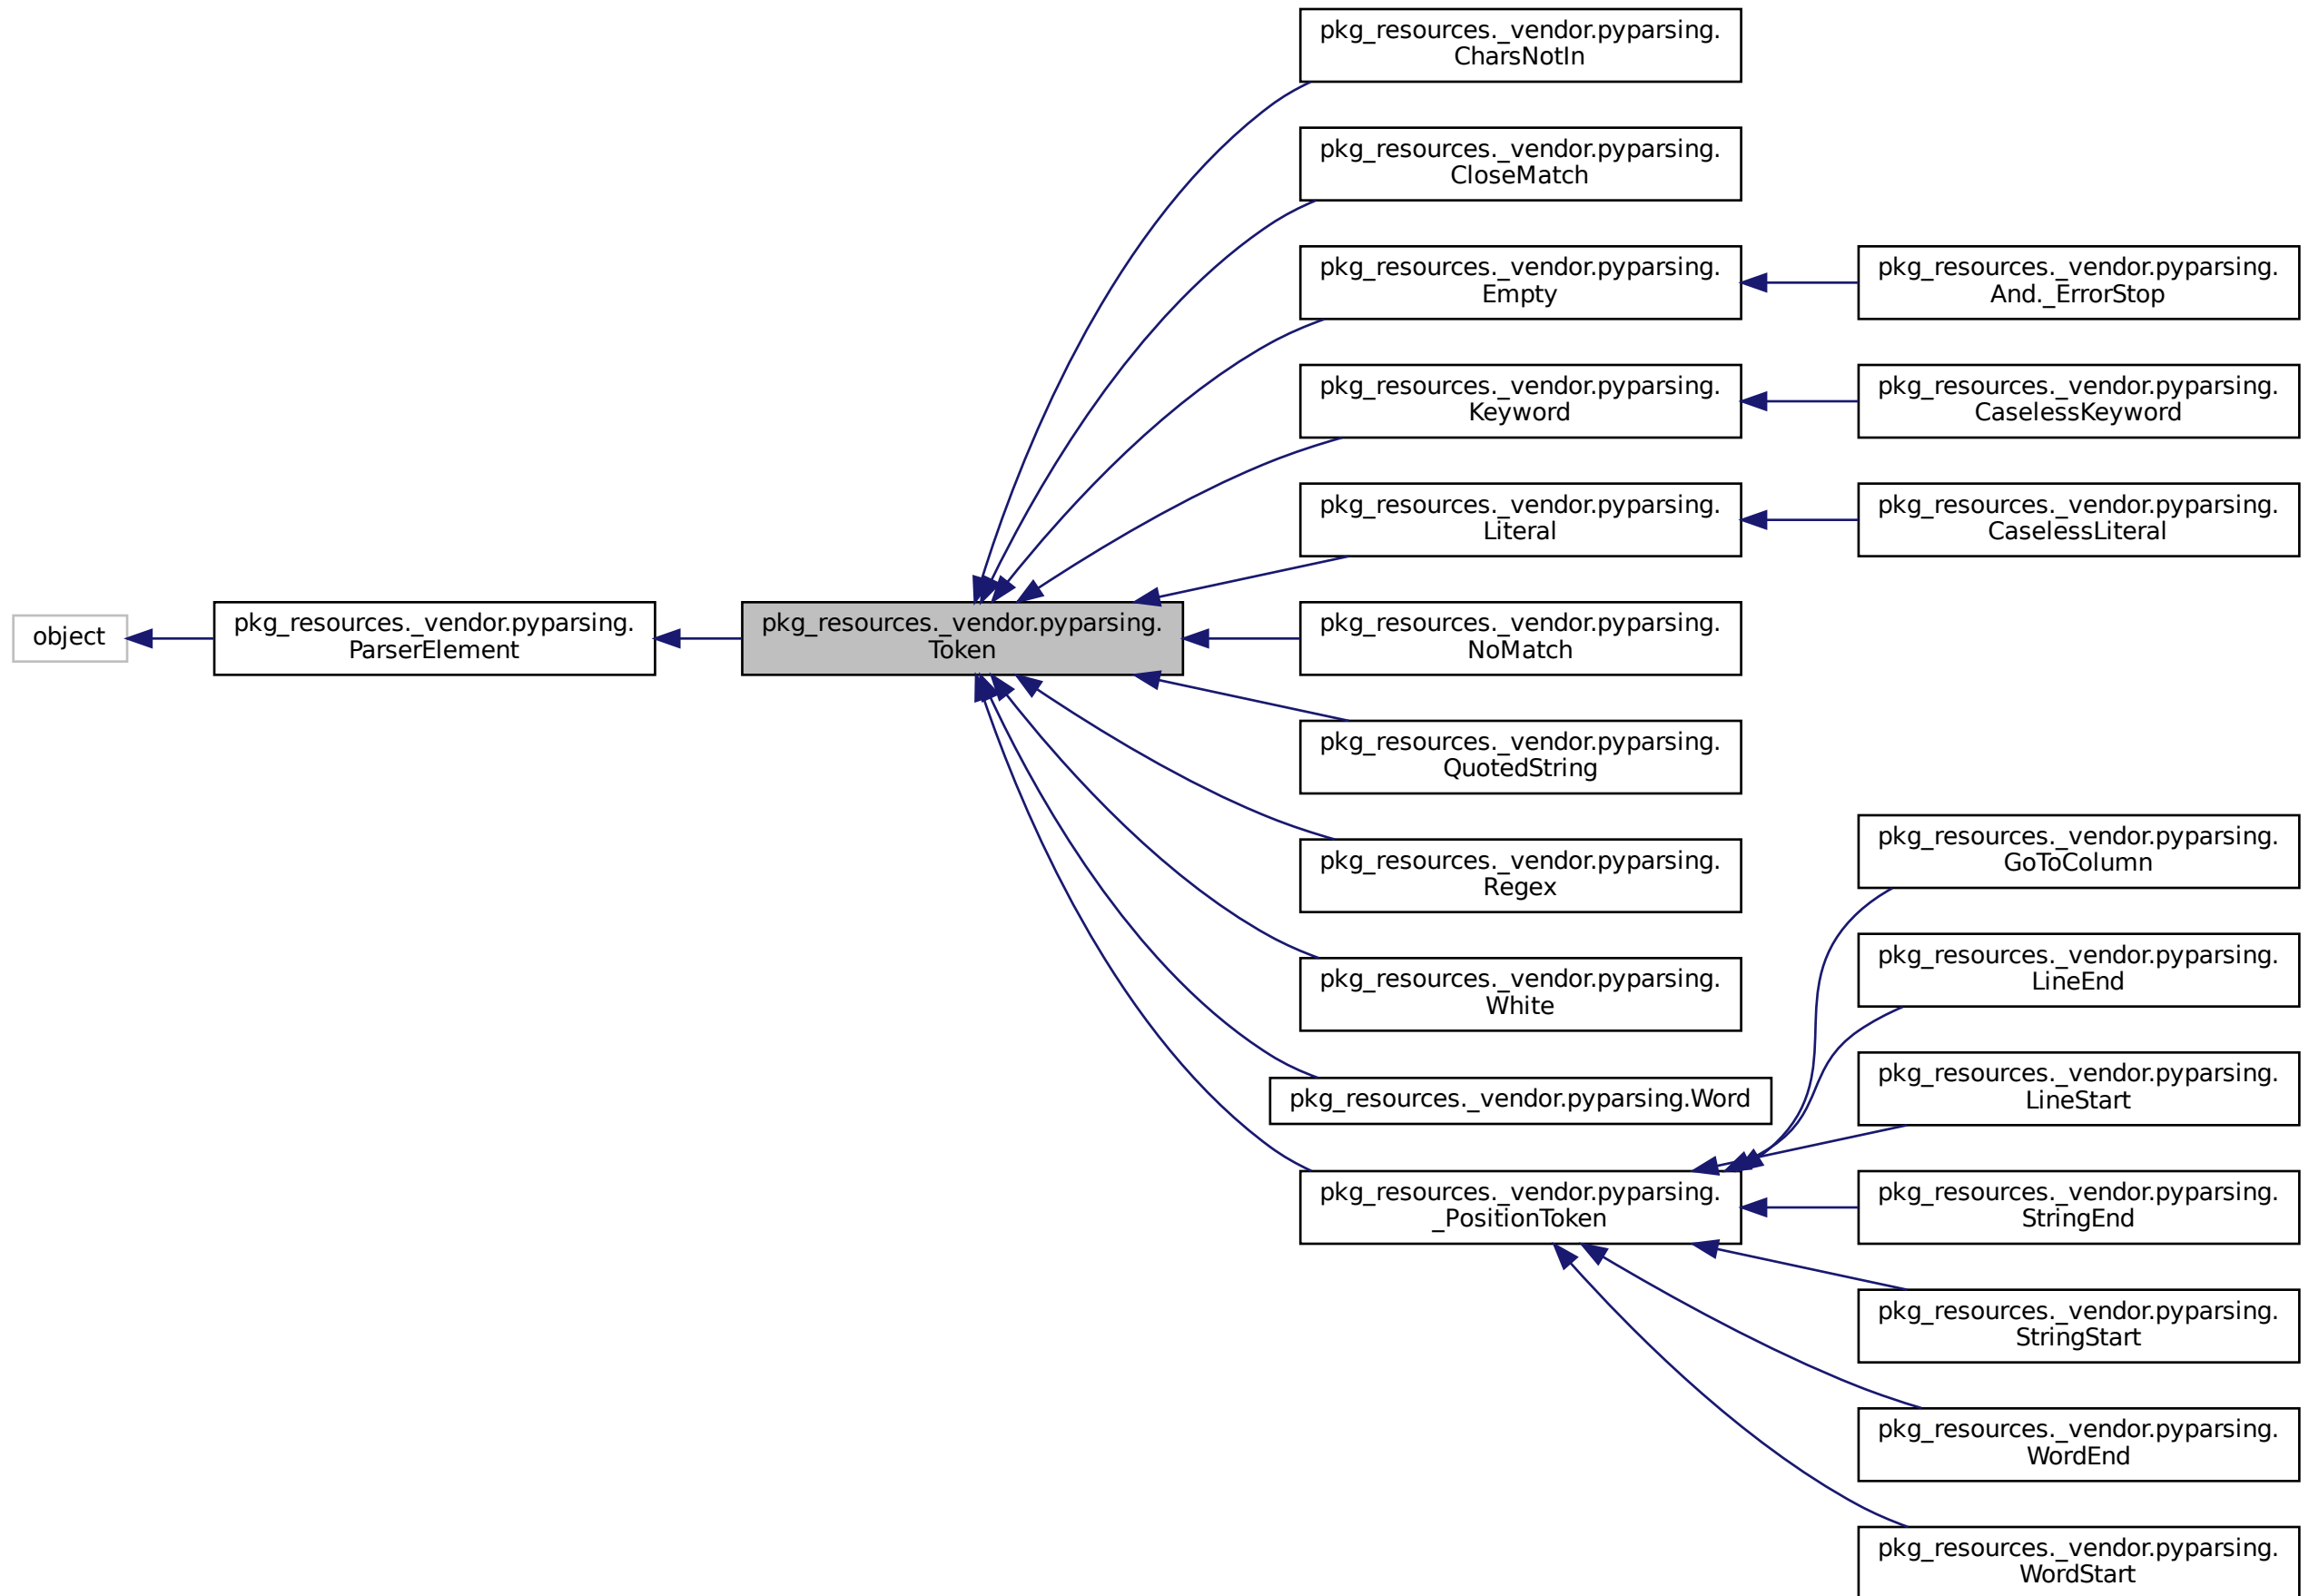 object
pkg_resources._vendor.pyparsing.
ParserElement
pkg_resources._vendor.pyparsing.
Token
pkg_resources._vendor.pyparsing.
CharsNotIn
pkg_resources._vendor.pyparsing.
CloseMatch
pkg_resources._vendor.pyparsing.
Empty
pkg_resources._vendor.pyparsing.
Keyword
pkg_resources._vendor.pyparsing.
Literal
pkg_resources._vendor.pyparsing.
NoMatch
pkg_resources._vendor.pyparsing.
QuotedString
pkg_resources._vendor.pyparsing.
Regex
pkg_resources._vendor.pyparsing.
White
pkg_resources._vendor.pyparsing.Word
pkg_resources._vendor.pyparsing.
_PositionToken
pkg_resources._vendor.pyparsing.
And._ErrorStop
pkg_resources._vendor.pyparsing.
CaselessKeyword
pkg_resources._vendor.pyparsing.
CaselessLiteral
pkg_resources._vendor.pyparsing.
GoToColumn
pkg_resources._vendor.pyparsing.
LineEnd
pkg_resources._vendor.pyparsing.
LineStart
pkg_resources._vendor.pyparsing.
StringEnd
pkg_resources._vendor.pyparsing.
StringStart
pkg_resources._vendor.pyparsing.
WordEnd
pkg_resources._vendor.pyparsing.
WordStart